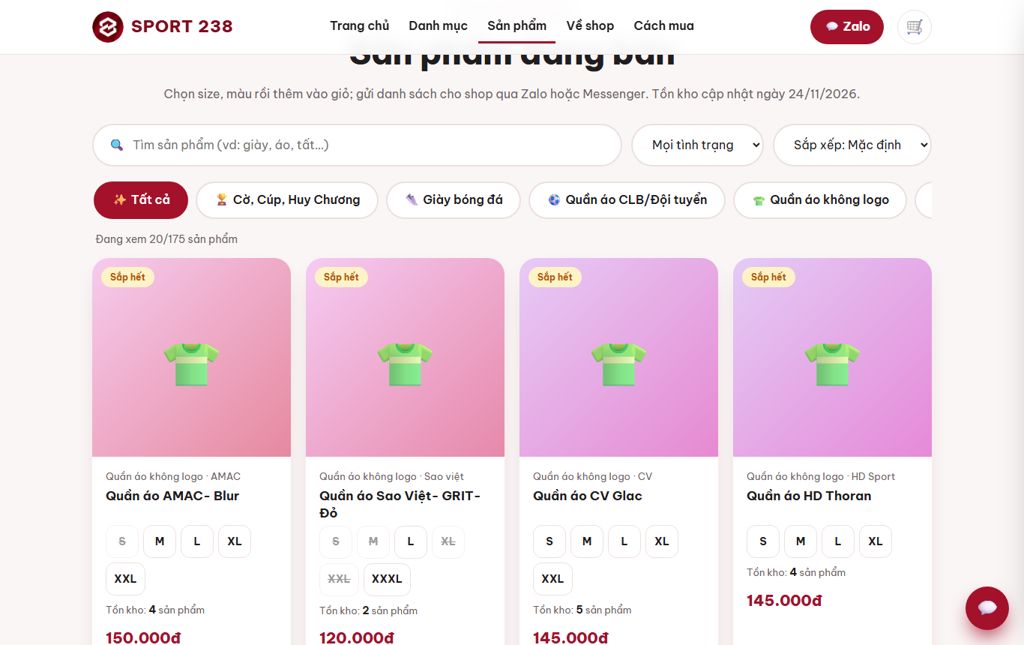 SPORT 238
Trang chủ Danh mục Sản phẩm Về shop Cách mua
Zalo
Sản phẩm đang bán
Chọn size, màu rồi thêm vào giỏ; gửi danh sách cho shop qua Zalo hoặc Messenger. Tồn kho cập nhật ngày 24/11/2026.
Tìm sản phẩm (vd: giày, áo, tất...)
Mọi tình trạng
Sắp xếp: Mặc định
Tất cả
Cờ, Cúp, Huy Chương
Giày bóng đá
Quần áo CLB/Đội tuyển
Quần áo không logo
Đang xem 20/175 sản phẩm
Sắp hết
Quần áo không logo · AMAC
Quần áo AMAC- Blur
S M L XL
XXL
Tồn kho: 4 sản phẩm
150.000đ
Sắp hết
Quần áo không logo · Sao việt
Quần áo Sao Việt- GRIT-
Đỏ
S M L XL
XXL XXXL
Tồn kho: 2 sản phẩm
120.000đ
Sắp hết
Quần áo không logo · CV
Quần áo CV Glac
S M L XL
XXL
Tồn kho: 5 sản phẩm
145.000đ
Sắp hết
Quần áo không logo · HD Sport
Quần áo HD Thoran
S M L XL
Tồn kho: 4 sản phẩm
145.000đ